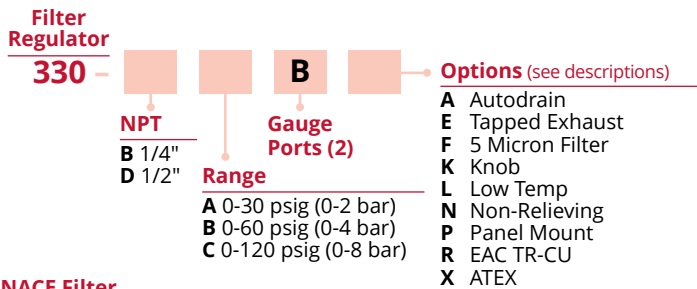 Filter
Regulator
330 –
B
NPT
B 1/4"
D 1/2"
Range
A 0-30 psig (0-2 bar)
B 0-60 psig (0-4 bar)
C 0-120 psig (0-8 bar)
Gauge
Ports (2)
Options (see descriptions)
A Autodrain
E Tapped Exhaust
F 5 Micron Filter
K Knob
L Low Temp
N Non-Relieving
P Panel Mount
R EAC TR-CU
X ATEX
NACE Filter